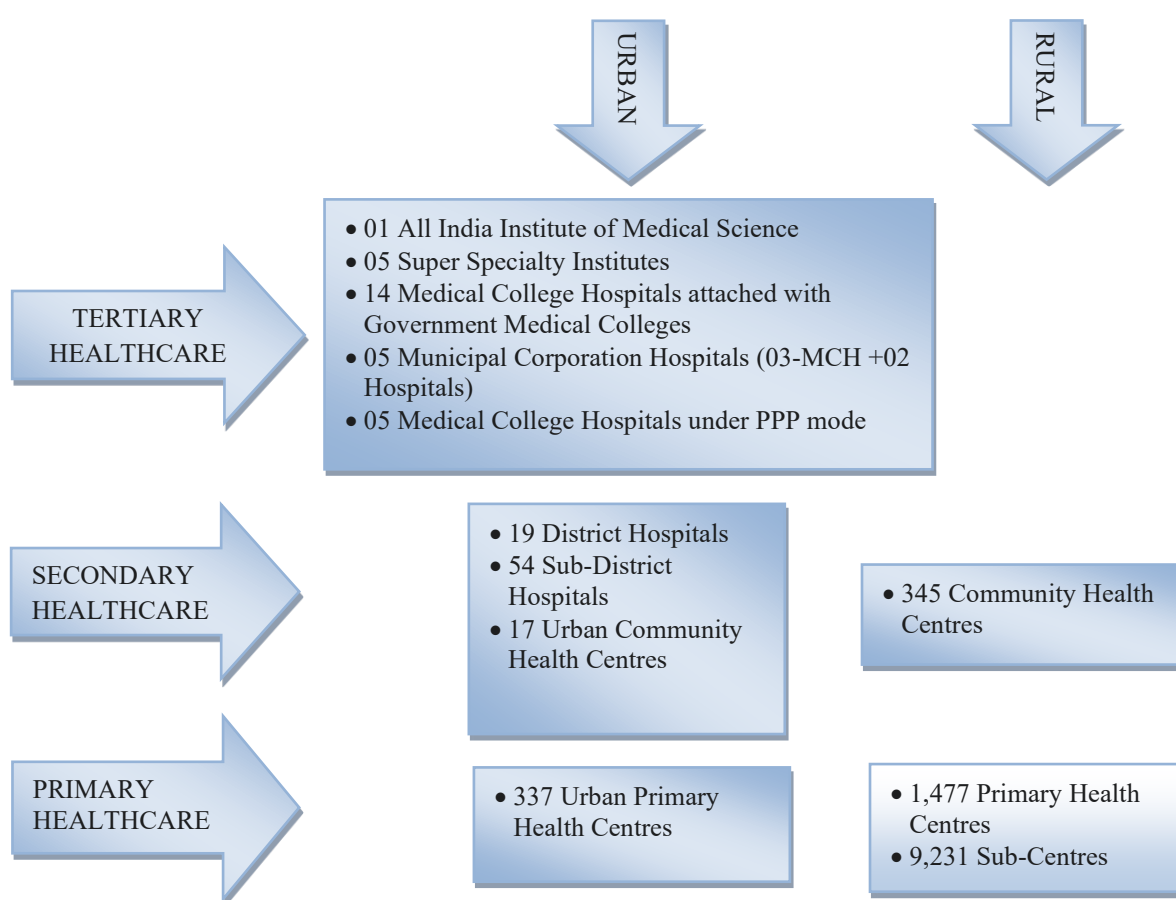 URBAN
RURAL
TERTIARY
HEALTHCARE
• 01 All India Institute of Medical Science
• 05 Super Specialty Institutes
• 14 Medical College Hospitals attached with
Government Medical Colleges
• 05 Municipal Corporation Hospitals (03-MCH +02
Hospitals)
• 05 Medical College Hospitals under PPP mode
SECONDARY
HEALTHCARE
• 19 District Hospitals
• 54 Sub-District
Hospitals
• 17 Urban Community
Health Centres
• 345 Community Health
Centres
PRIMARY
HEALTHCARE
• 337 Urban Primary
Health Centres
• 1,477 Primary Health
Centres
• 9,231 Sub-Centres